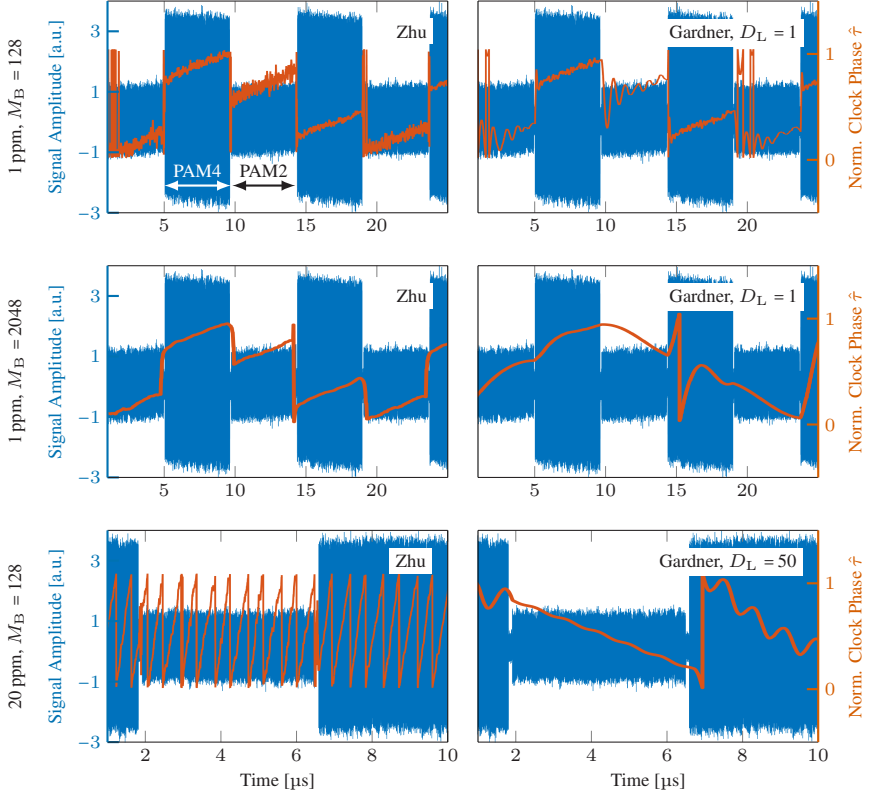 1 ppm, M_B = 128
Signal Amplitude [a.u.]
3
1
−1
−3
Zhu
PAM4
PAM2
5
10
15
20
Gardner, D_L = 1
5
10
15
20
1
0
Norm. Clock Phase τ̂
1 ppm, M_B = 2048
Signal Amplitude [a.u.]
3
1
−1
−3
Zhu
5
10
15
20
Gardner, D_L = 1
5
10
15
20
1
0
Norm. Clock Phase τ̂
20 ppm, M_B = 128
Signal Amplitude [a.u.]
3
1
−1
−3
Zhu
2
4
6
8
10
Time [µs]
Gardner, D_L = 50
2
4
6
8
10
Time [µs]
1
0
Norm. Clock Phase τ̂